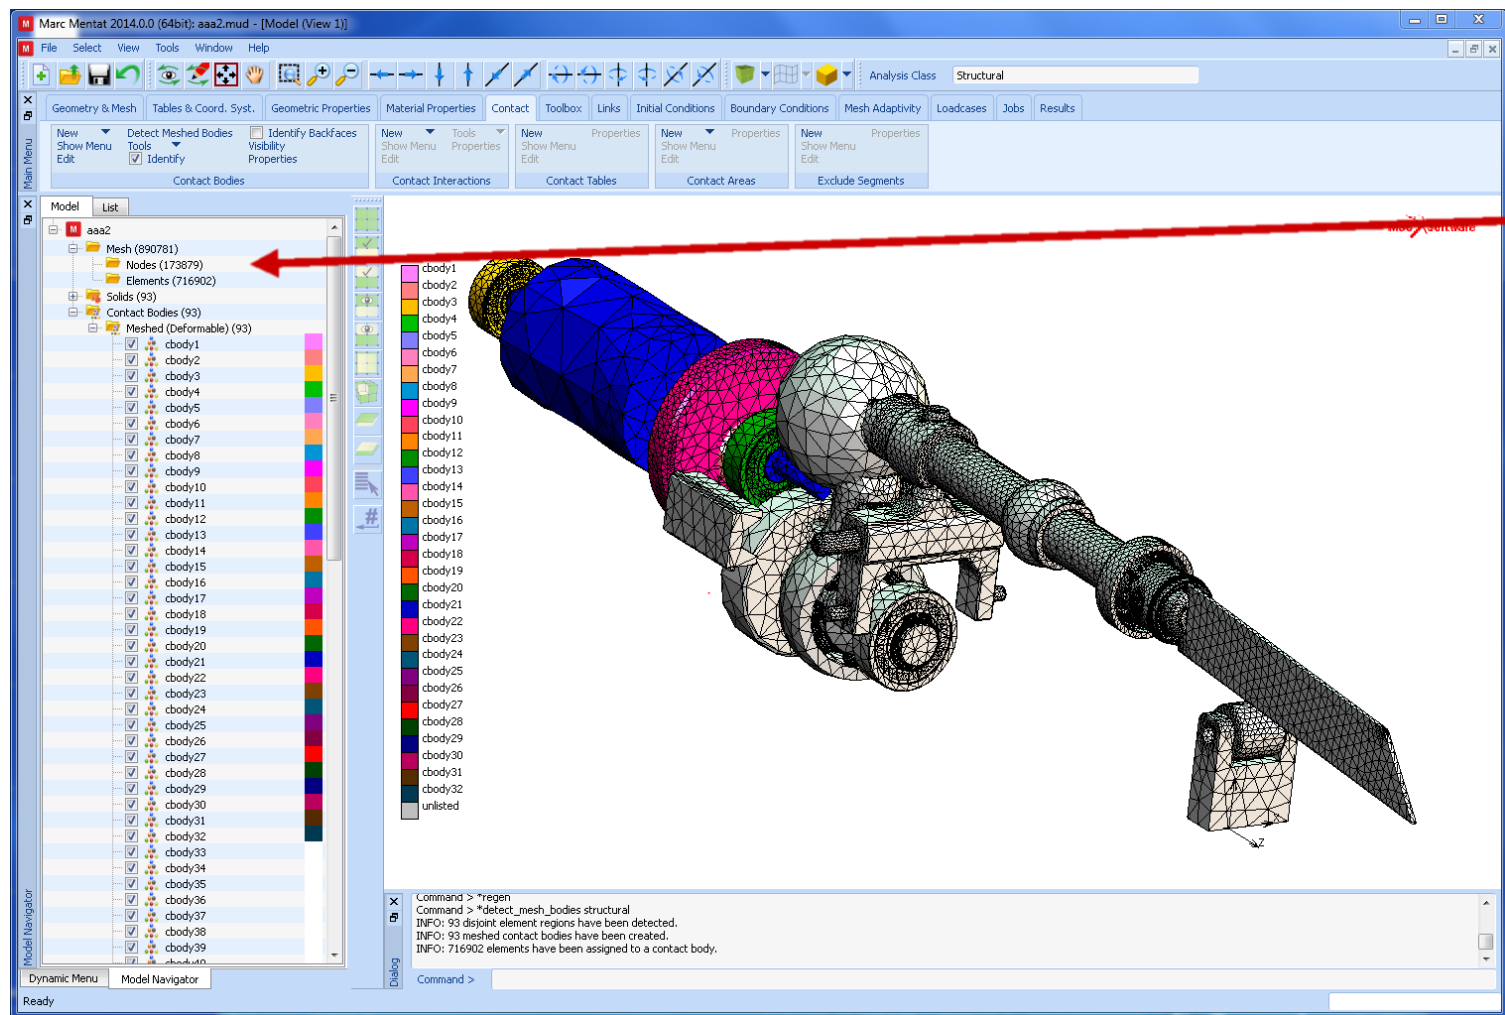 Marc Mentat 2014.0.0 (64bit): aaa2.mud - [Model (View 1)]
File Select View Tools Window Help
Analysis Class Structural
Geometry & Mesh Tables & Coord. Syst. Geometric Properties Material Properties Contact Toolbox Links Initial Conditions Boundary Conditions Mesh Adaptivity Loadcases Jobs Results
Main Menu
New Detect Meshed Bodies Identify Backfaces
Show Menu Tools Visibility
Edit Identify Properties
Contact Bodies
New Tools
Show Menu Properties
Edit
Contact Interactions
New Properties
Show Menu
Edit
Contact Tables
New Properties
Show Menu
Edit
Contact Areas
New Properties
Show Menu
Edit
Exclude Segments
Model List
aaa2
Mesh (890781)
Nodes (173879)
Elements (716902)
Solids (93)
Contact Bodies (93)
Meshed (Deformable) (93)
cbody1
cbody2
cbody3
cbody4
cbody5
cbody6
cbody7
cbody8
cbody9
cbody10
cbody11
cbody12
cbody13
cbody14
cbody15
cbody16
cbody17
cbody18
cbody19
cbody20
cbody21
cbody22
cbody23
cbody24
cbody25
cbody26
cbody27
cbody28
cbody29
cbody30
cbody31
cbody32
cbody33
cbody34
cbody35
cbody36
cbody37
cbody38
cbody39
cbody40
Model Navigator
Dynamic Menu Model Navigator
Ready
cbody1
cbody2
cbody3
cbody4
cbody5
cbody6
cbody7
cbody8
cbody9
cbody10
cbody11
cbody12
cbody13
cbody14
cbody15
cbody16
cbody17
cbody18
cbody19
cbody20
cbody21
cbody22
cbody23
cbody24
cbody25
cbody26
cbody27
cbody28
cbody29
cbody30
cbody31
cbody32
unlisted
Z
Command > *regen
Command > *detect_mesh_bodies structural
INFO: 93 disjoint element regions have been detected.
INFO: 93 meshed contact bodies have been created.
INFO: 716902 elements have been assigned to a contact body.
Dialog
Command >